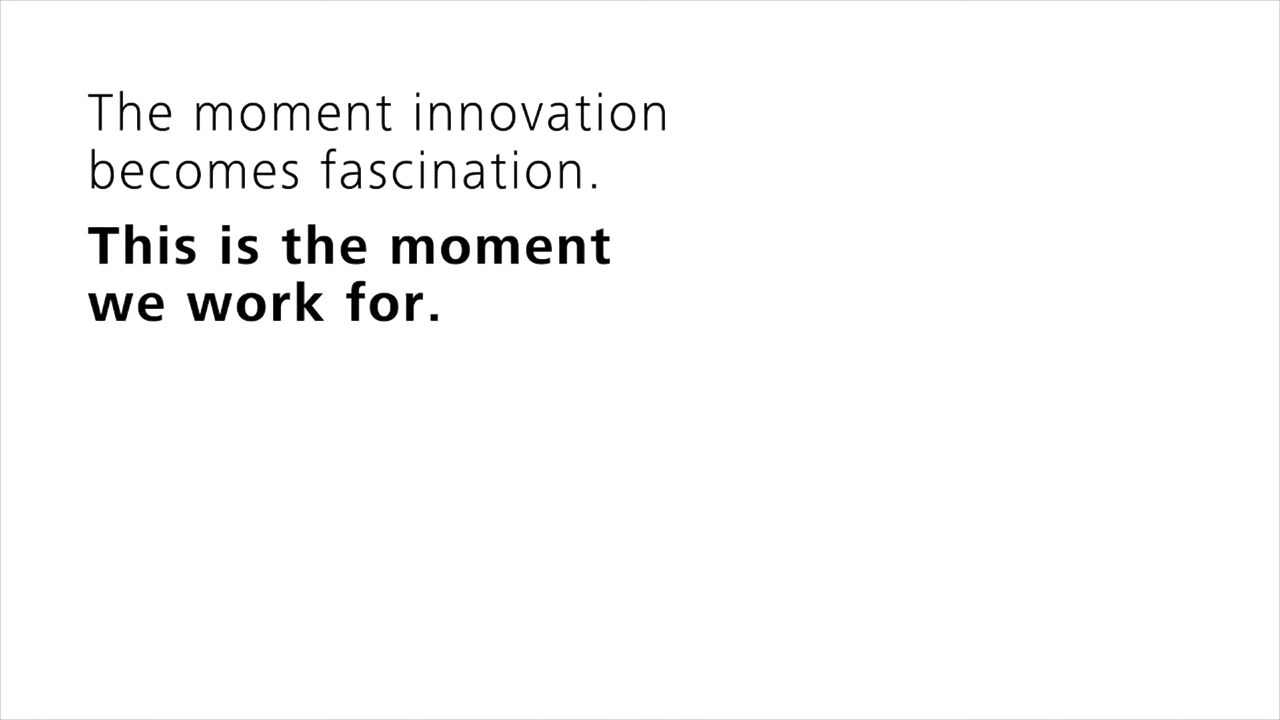 The moment innovation
becomes fascination.
This is the moment
we work for.